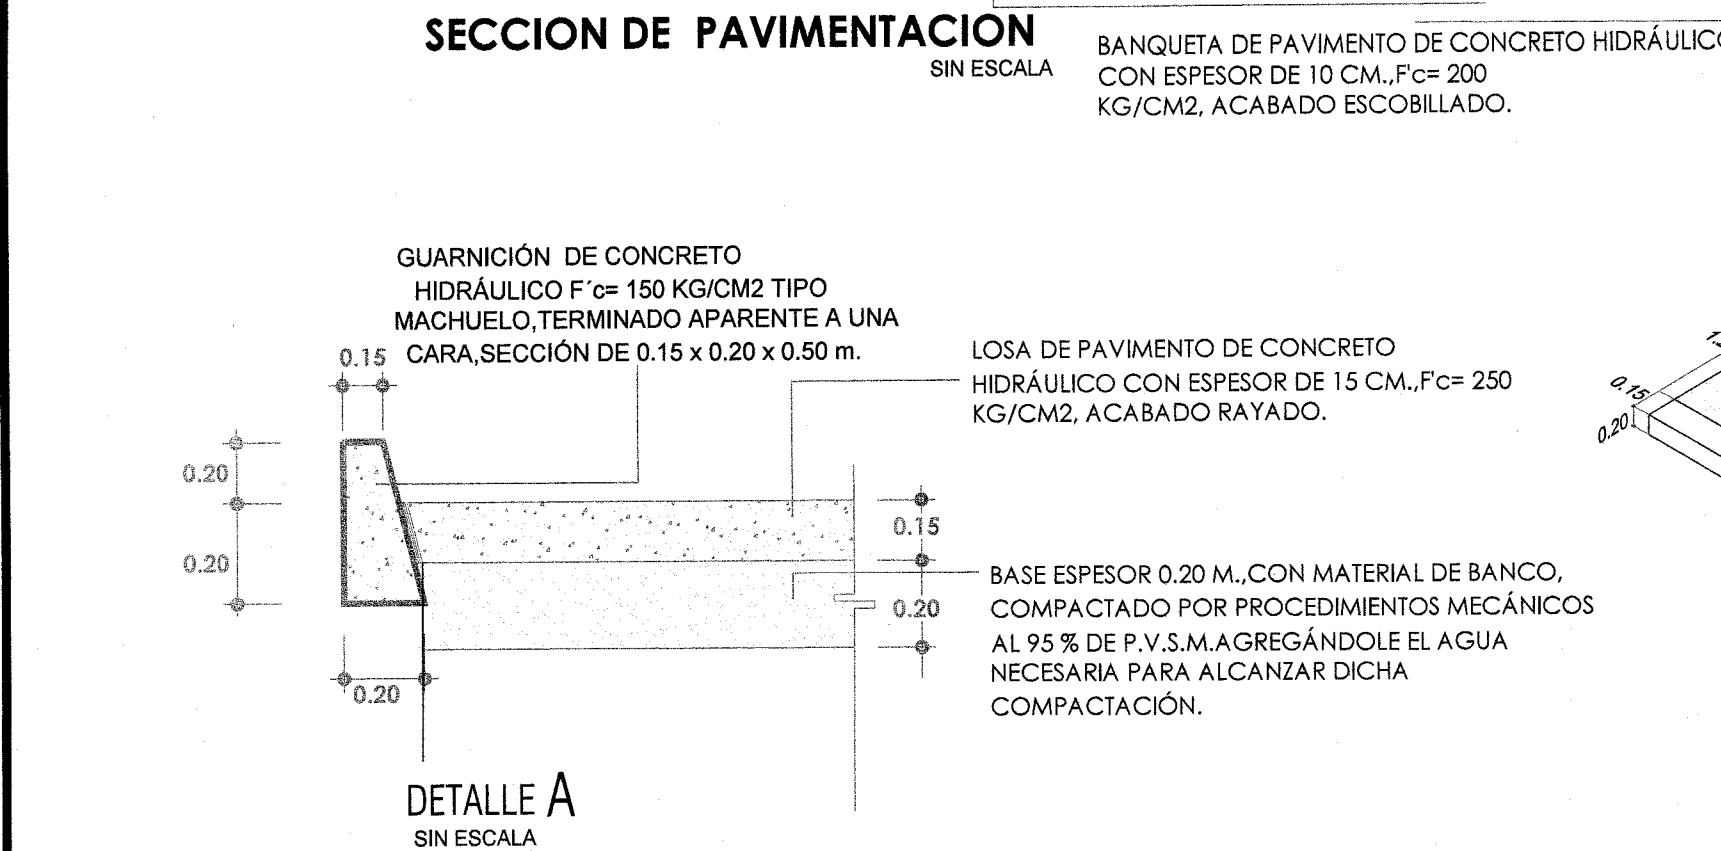 SECCION DE PAVIMENTACION
SIN ESCALA
BANQUETA DE PAVIMENTO DE CONCRETO HIDRÁULICO
CON ESPESOR DE 10 CM.,F'c= 200
KG/CM2, ACABADO ESCOBILLADO.
GUARNICIÓN DE CONCRETO
HIDRÁULICO F´c= 150 KG/CM2 TIPO
MACHUELO,TERMINADO APARENTE A UNA
CARA,SECCIÓN DE 0.15 x 0.20 x 0.50 m.
0.15
0.20
0.20
0.20
LOSA DE PAVIMENTO DE CONCRETO
HIDRÁULICO CON ESPESOR DE 15 CM.,F'c= 250
KG/CM2, ACABADO RAYADO.
0.15
0.20
BASE ESPESOR 0.20 M.,CON MATERIAL DE BANCO,
COMPACTADO POR PROCEDIMIENTOS MECÁNICOS
AL 95 % DE P.V.S.M.AGREGÁNDOLE EL AGUA
NECESARIA PARA ALCANZAR DICHA
COMPACTACIÓN.
0.15
0.20
DETALLE A
SIN ESCALA